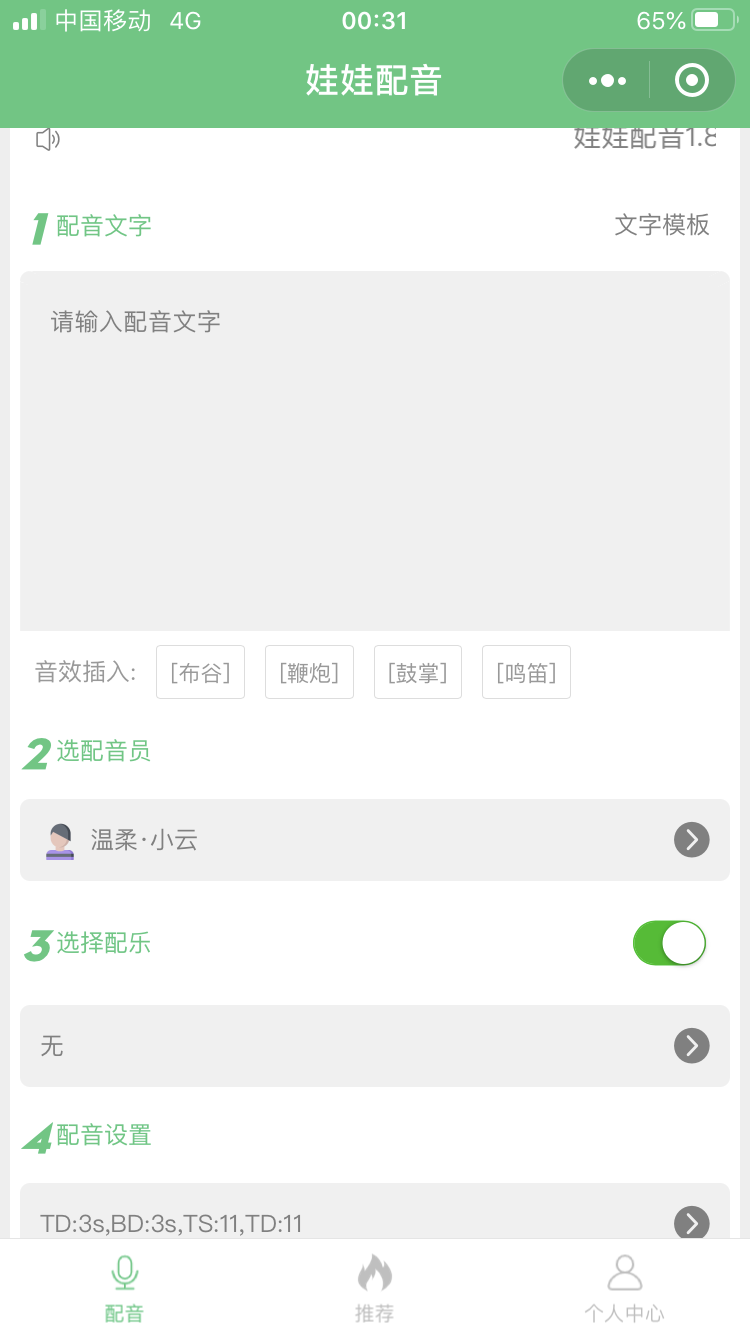 中国移动 4G 00:31 65%
娃娃配音
娃娃配音1.8
1 配音文字 文字模板
请输入配音文字
音效插入: [布谷] [鞭炮] [鼓掌] [鸣笛]
2 选配音员
温柔·小云
3 选择配乐
无
4 配音设置
TD:3s,BD:3s,TS:11,TD:11
配音 推荐 个人中心